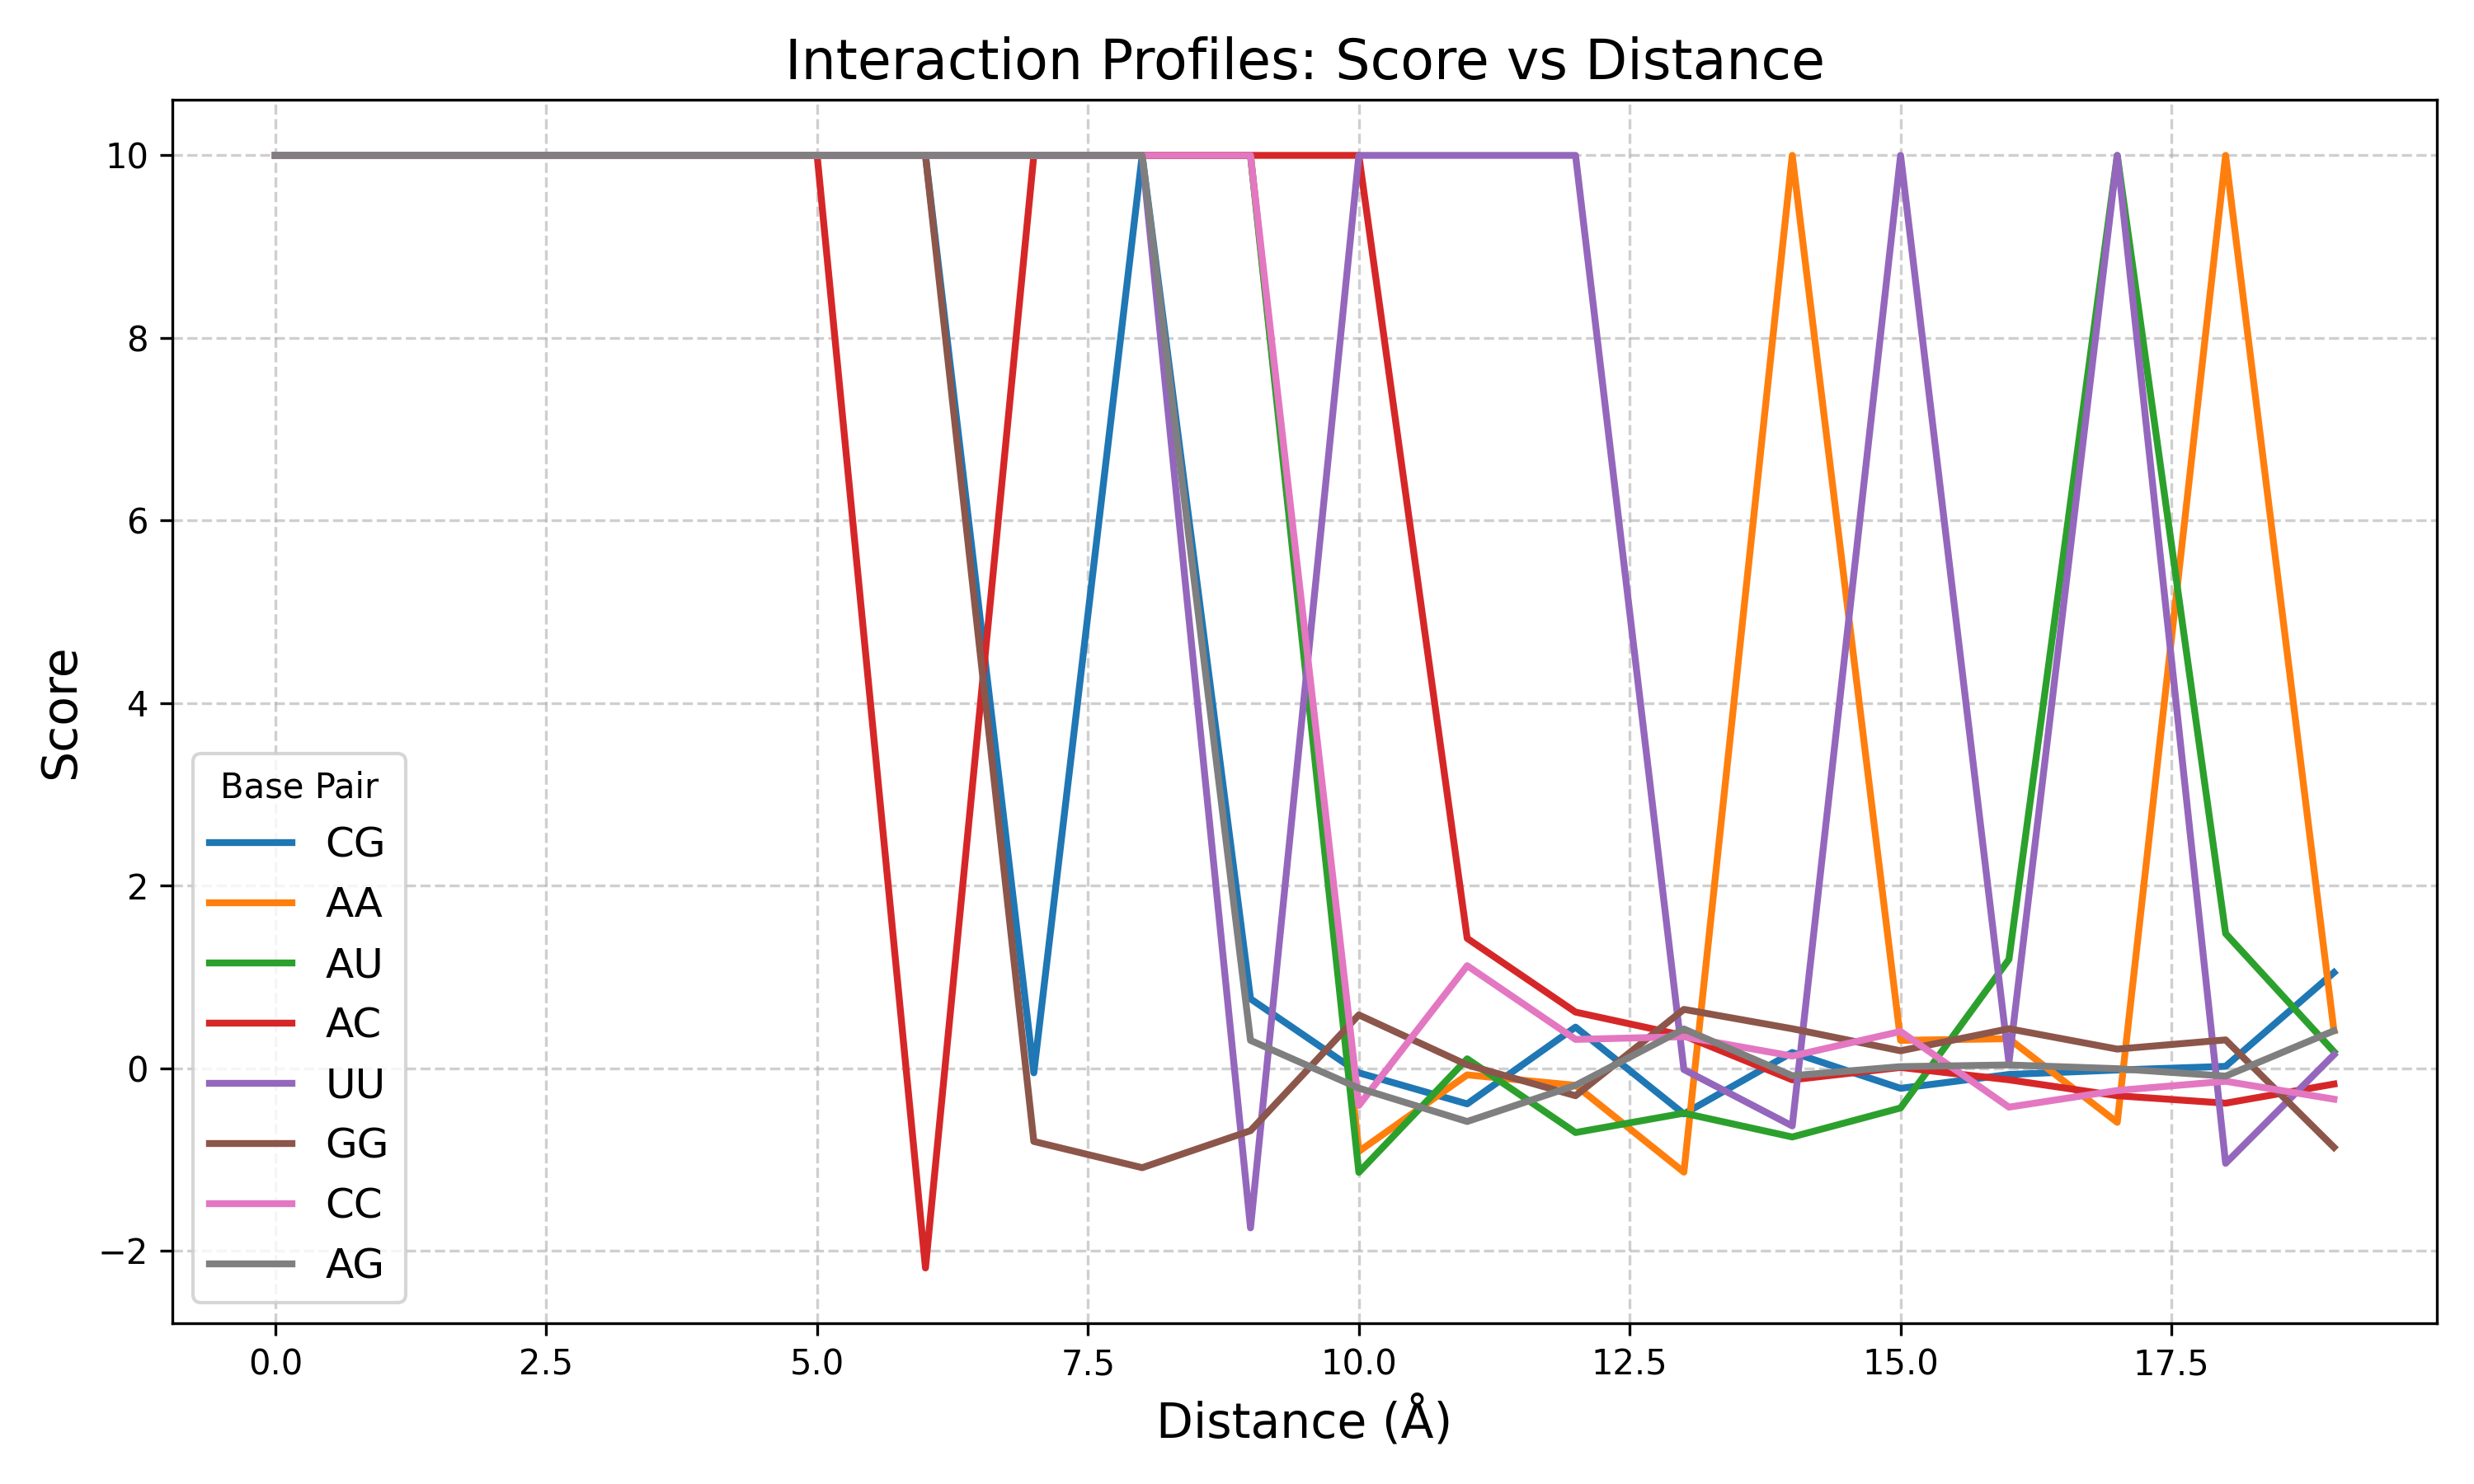 Interaction Profiles: Score vs Distance
10
8
6
4
2
0
−2
Score
Base Pair
CG
AA
AU
AC
UU
GG
CC
AG
0.0 2.5 5.0 7.5 10.0 12.5 15.0 17.5
Distance (Å)